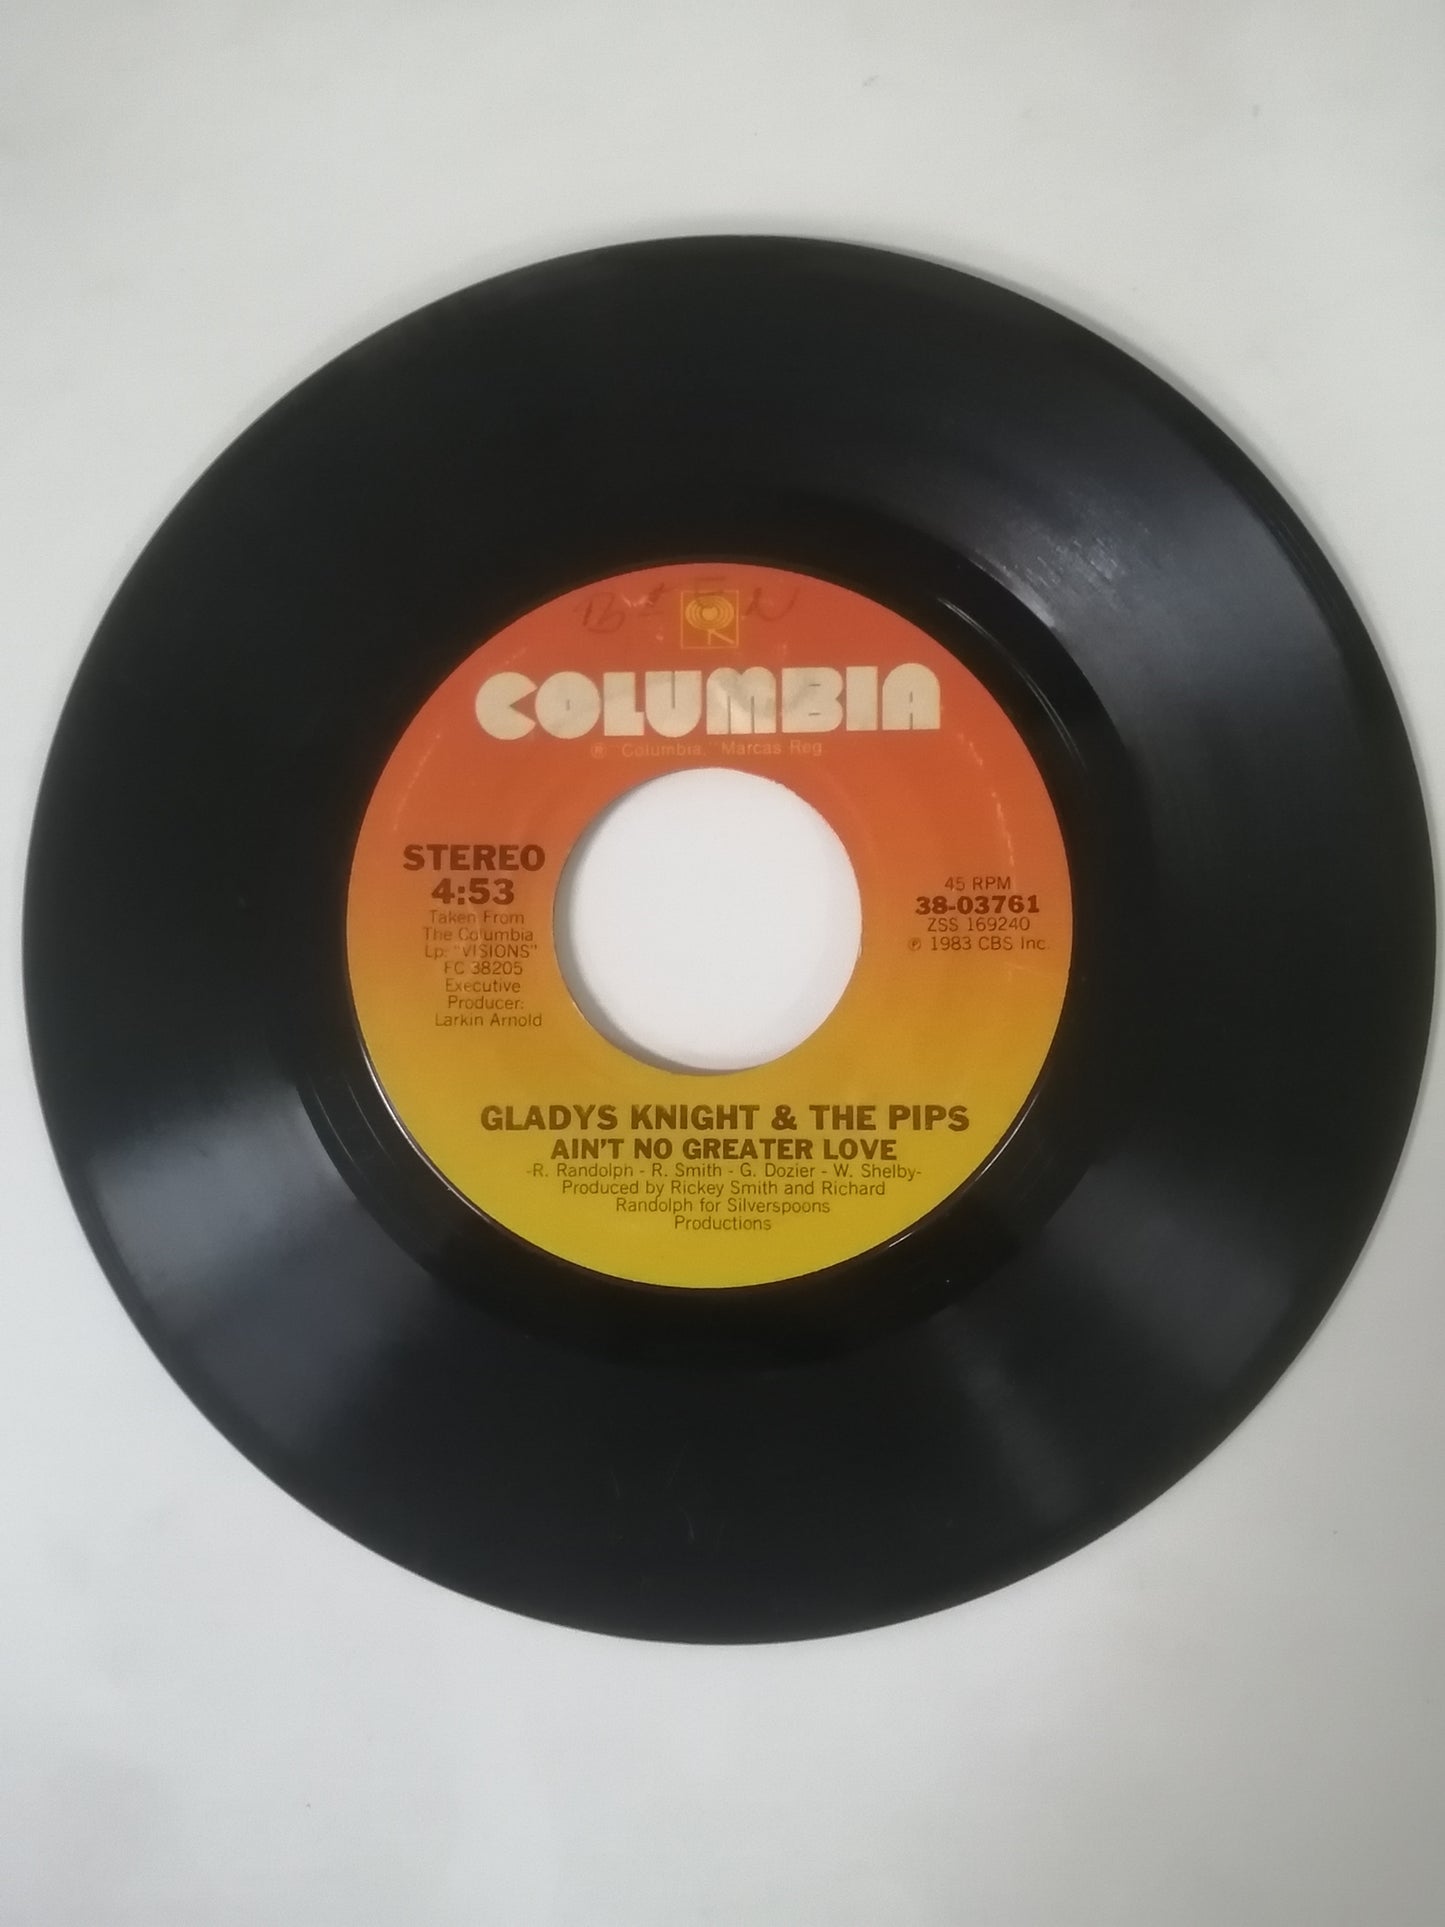 COLUMBIA
® "Columbia," Marcas Reg.
STEREO
4:53
Taken From
The Columbia
Lp: "VISIONS"
FC 38205
Executive
Producer:
Larkin Arnold
45 RPM
38-03761
ZSS 169240
℗ 1983 CBS Inc.
GLADYS KNIGHT & THE PIPS
AIN'T NO GREATER LOVE
-R. Randolph - R. Smith - G. Dozier - W. Shelby-
Produced by Rickey Smith and Richard
Randolph for Silverspoons
Productions